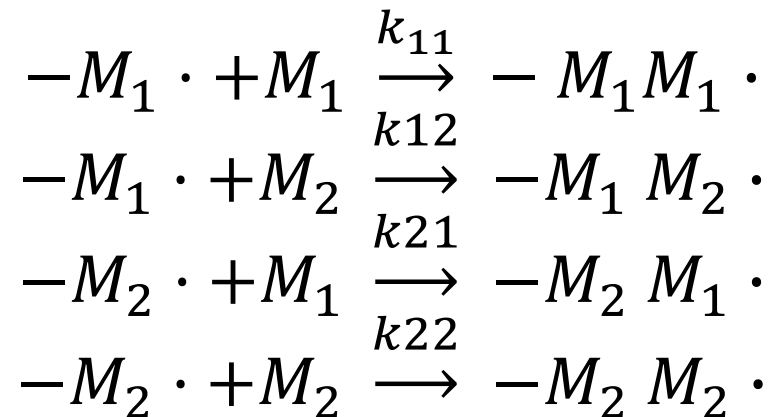 −M₁ · +M₁ →^{k₁₁} − M₁M₁ ·
−M₁ · +M₂ →^{k12} −M₁ M₂ ·
−M₂ · +M₁ →^{k21} −M₂ M₁ ·
−M₂ · +M₂ →^{k22} −M₂ M₂ ·